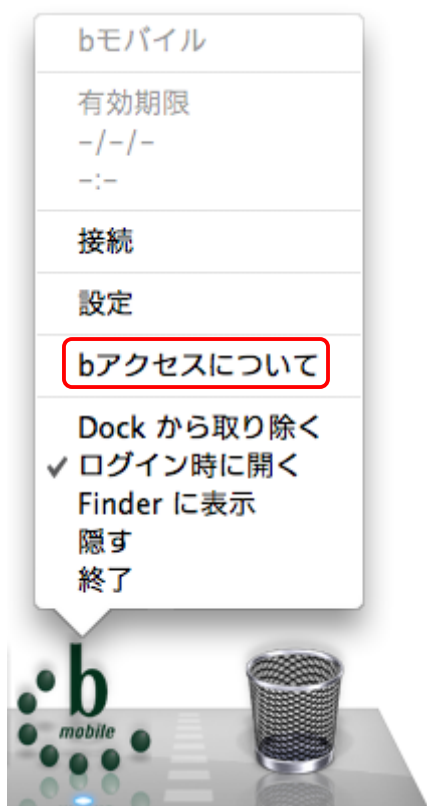 bモバイル
有効期限
-/-/-
-:-
接続
設定
bアクセスについて
Dock から取り除く
✓ ログイン時に開く
Finder に表示
隠す
終了
b
mobile